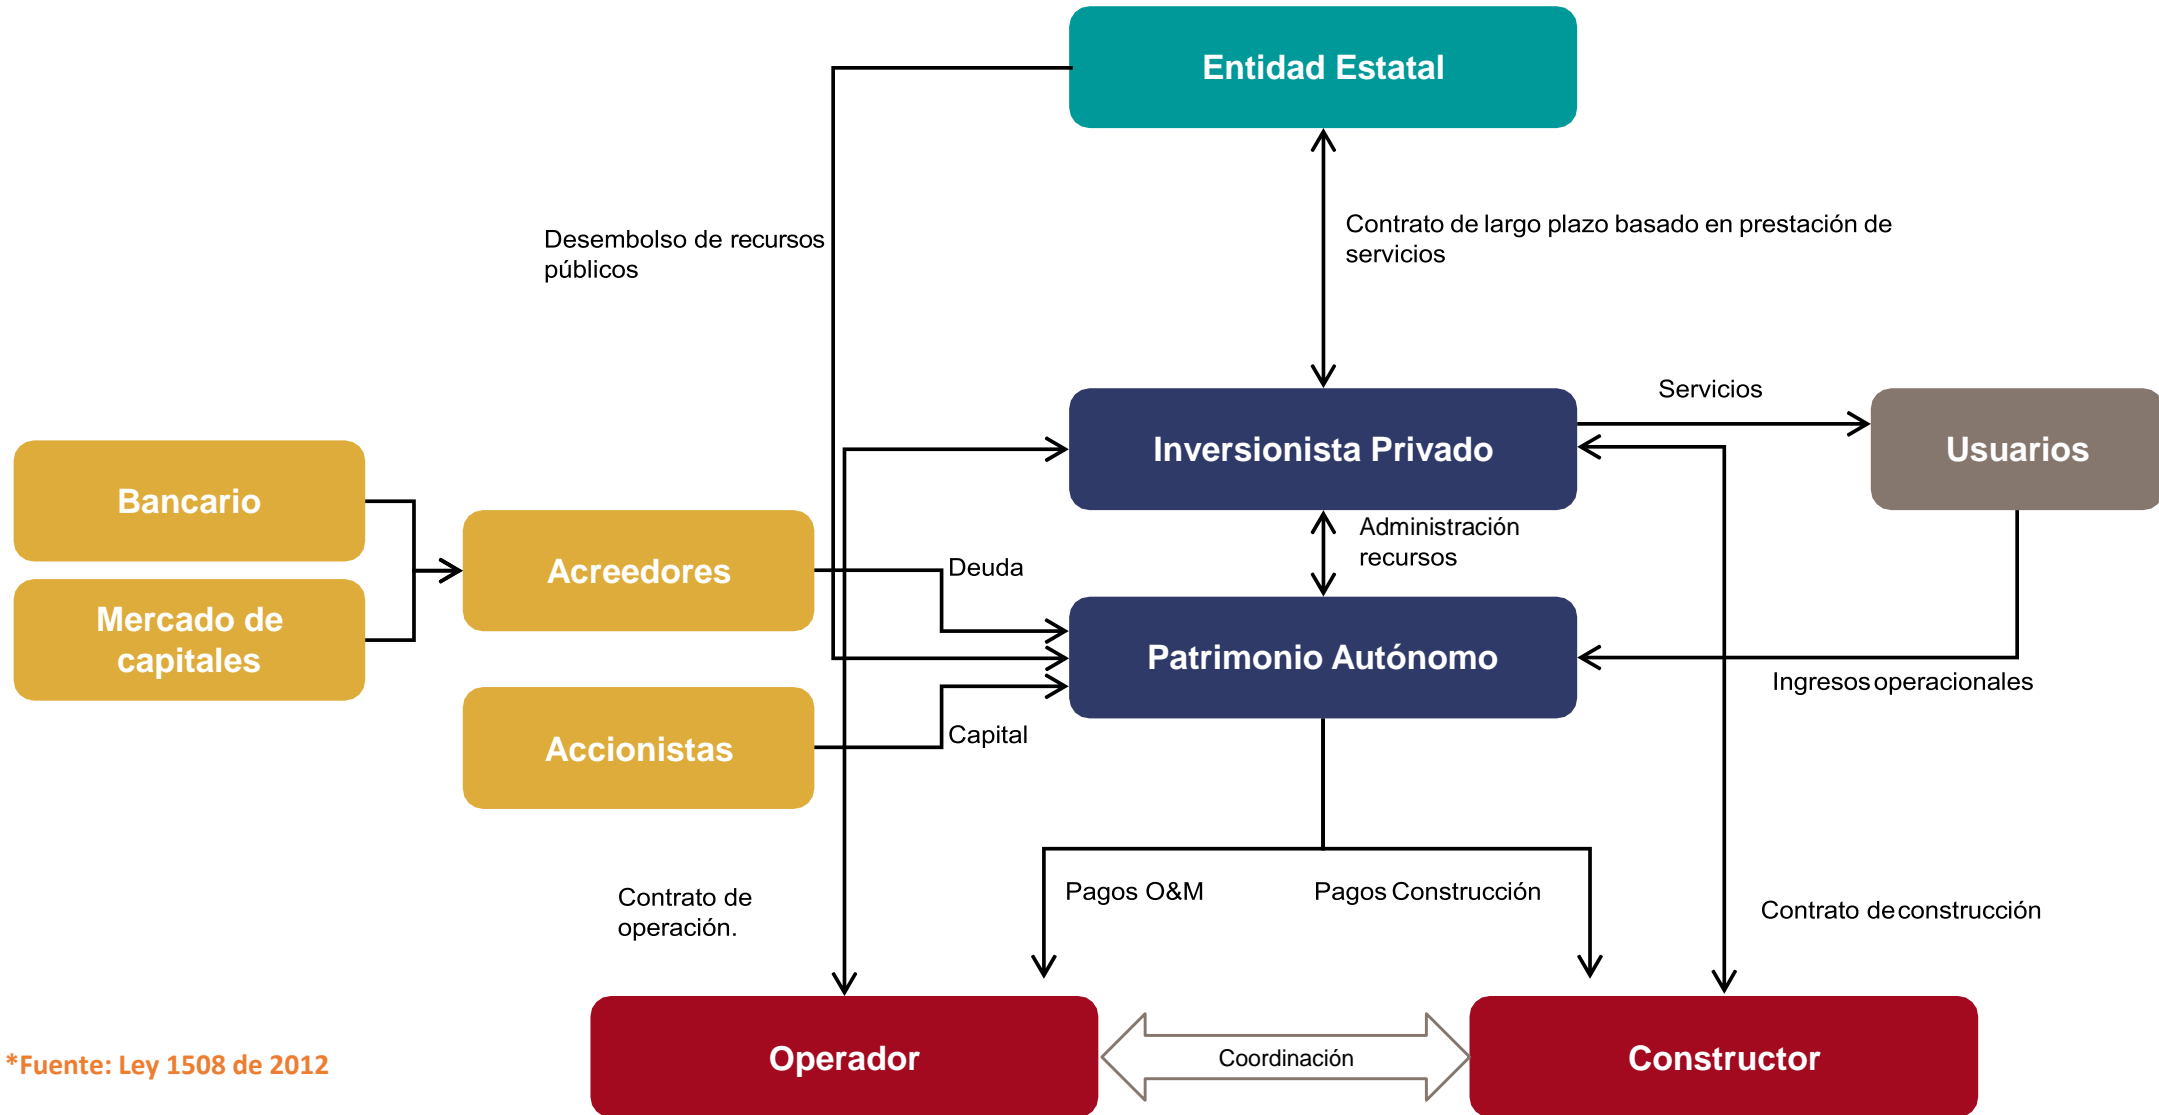 Entidad Estatal
Desembolso de recursos
públicos
Contrato de largo plazo basado en prestación de
servicios
Servicios
Inversionista Privado
Usuarios
Bancario
Acreedores
Mercado de
capitales
Deuda
Administración
recursos
Patrimonio Autónomo
Ingresos operacionales
Accionistas
Capital
Contrato de
operación.
Pagos O&M
Pagos Construcción
Contrato de construcción
Operador
Coordinación
Constructor
*Fuente: Ley 1508 de 2012